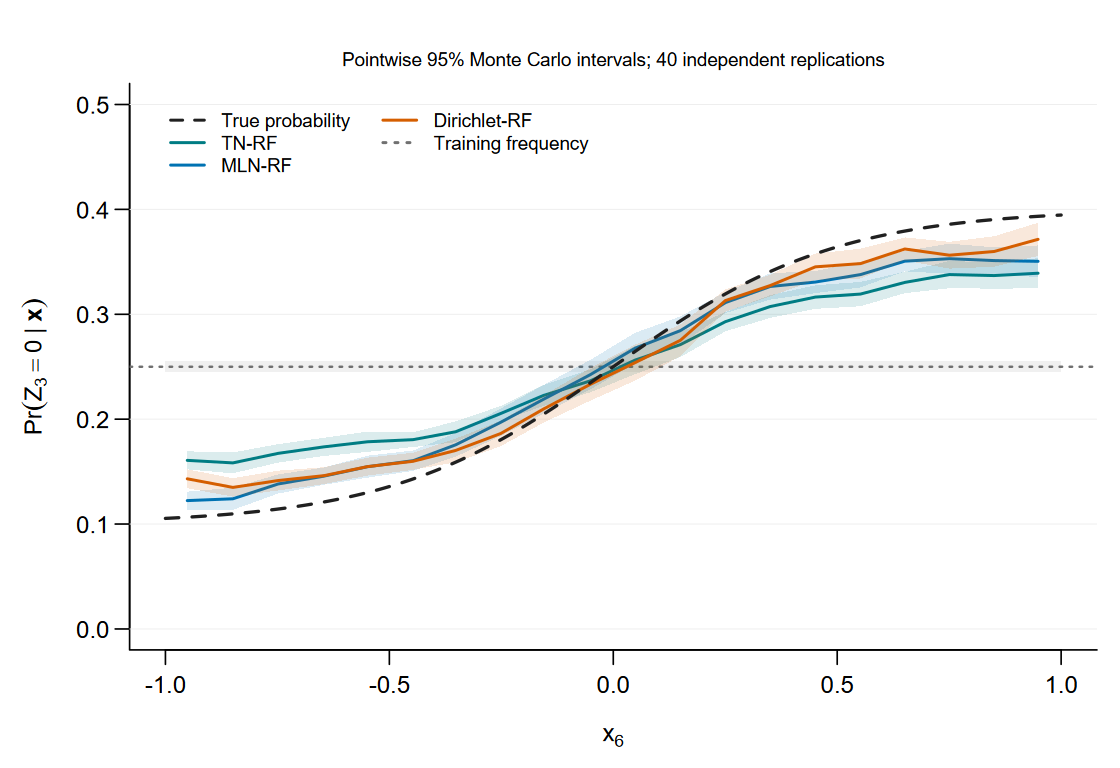 Pointwise 95% Monte Carlo intervals; 40 independent replications
True probability
TN-RF
MLN-RF
Dirichlet-RF
Training frequency
Pr(Z₃ = 0 | x)
0.5
0.4
0.3
0.2
0.1
0.0
-1.0 -0.5 0.0 0.5 1.0
x₆